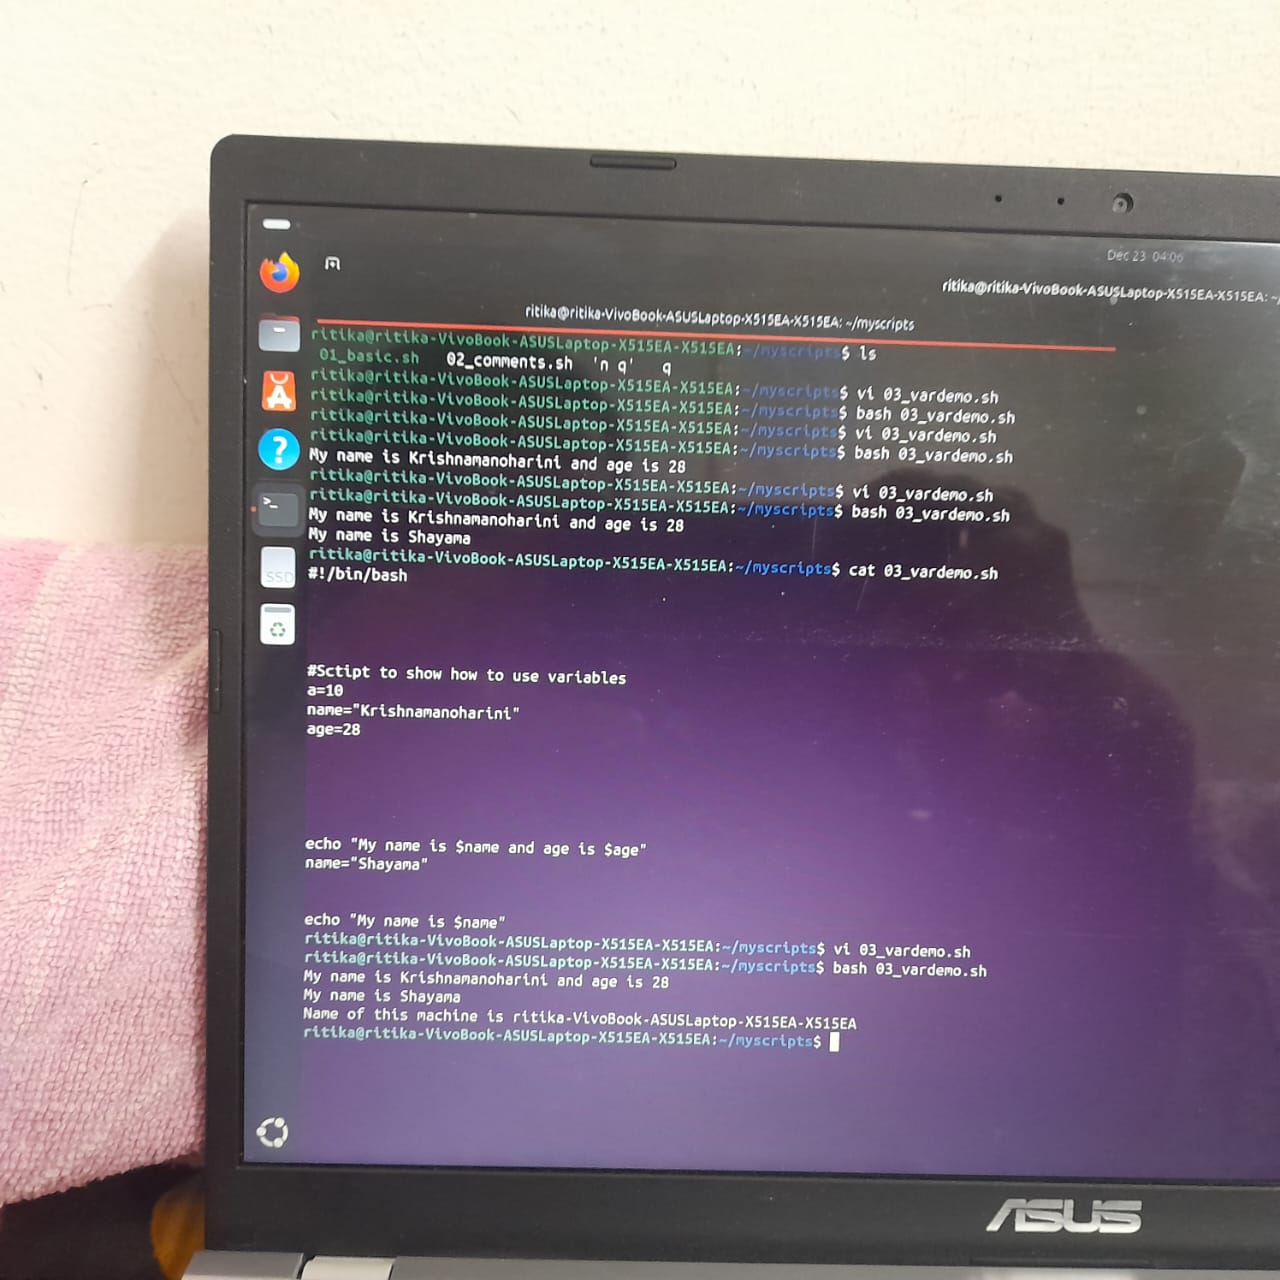 Dec 23 04:06
ritika@ritika-VivoBook-ASUSLaptop-X515EA-X515EA: ~/
ritika@ritika-VivoBook-ASUSLaptop-X515EA-X515EA: ~/myscripts
ritika@ritika-VivoBook-ASUSLaptop-X515EA-X515EA:~/myscripts$ ls
01_basic.sh 02_comments.sh 'n q' q
ritika@ritika-VivoBook-ASUSLaptop-X515EA-X515EA:~/myscripts$ vi 03_vardemo.sh
ritika@ritika-VivoBook-ASUSLaptop-X515EA-X515EA:~/myscripts$ bash 03_vardemo.sh
ritika@ritika-VivoBook-ASUSLaptop-X515EA-X515EA:~/myscripts$ vi 03_vardemo.sh
ritika@ritika-VivoBook-ASUSLaptop-X515EA-X515EA:~/myscripts$ bash 03_vardemo.sh
My name is Krishnamanoharini and age is 28
ritika@ritika-VivoBook-ASUSLaptop-X515EA-X515EA:~/myscripts$ vi 03_vardemo.sh
ritika@ritika-VivoBook-ASUSLaptop-X515EA-X515EA:~/myscripts$ bash 03_vardemo.sh
My name is Krishnamanoharini and age is 28
My name is Shayama
ritika@ritika-VivoBook-ASUSLaptop-X515EA-X515EA:~/myscripts$ cat 03_vardemo.sh
#!/bin/bash
#Sctipt to show how to use variables
a=10
name="Krishnamanoharini"
age=28
echo "My name is $name and age is $age"
name="Shayama"
echo "My name is $name"
ritika@ritika-VivoBook-ASUSLaptop-X515EA-X515EA:~/myscripts$ vi 03_vardemo.sh
ritika@ritika-VivoBook-ASUSLaptop-X515EA-X515EA:~/myscripts$ bash 03_vardemo.sh
My name is Krishnamanoharini and age is 28
My name is Shayama
Name of this machine is ritika-VivoBook-ASUSLaptop-X515EA-X515EA
ritika@ritika-VivoBook-ASUSLaptop-X515EA-X515EA:~/myscripts$
SSD
ASUS